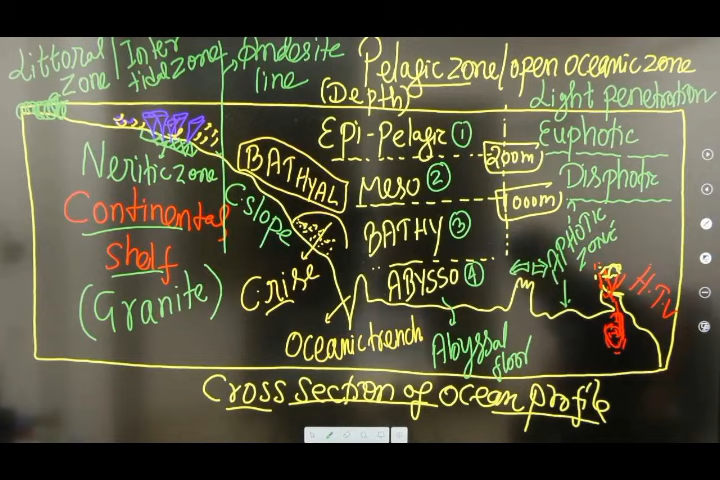 Littoral zone / Inter tidal zone
Andesite line
Pelagic zone/open oceanic zone
(Depth)
Light penetration
Epi-Pelagic ①
200m
Euphotic
Neritic zone
BATHYAL
Meso ②
1000m
Disphotic
Continental
Shelf
(Granite)
C-slope
BATHY ③
APHOTIC ZONE
C-rise
ABYSSO ④
H.T.V
Oceanic trench
Abyssal floor
Cross section of ocean profile